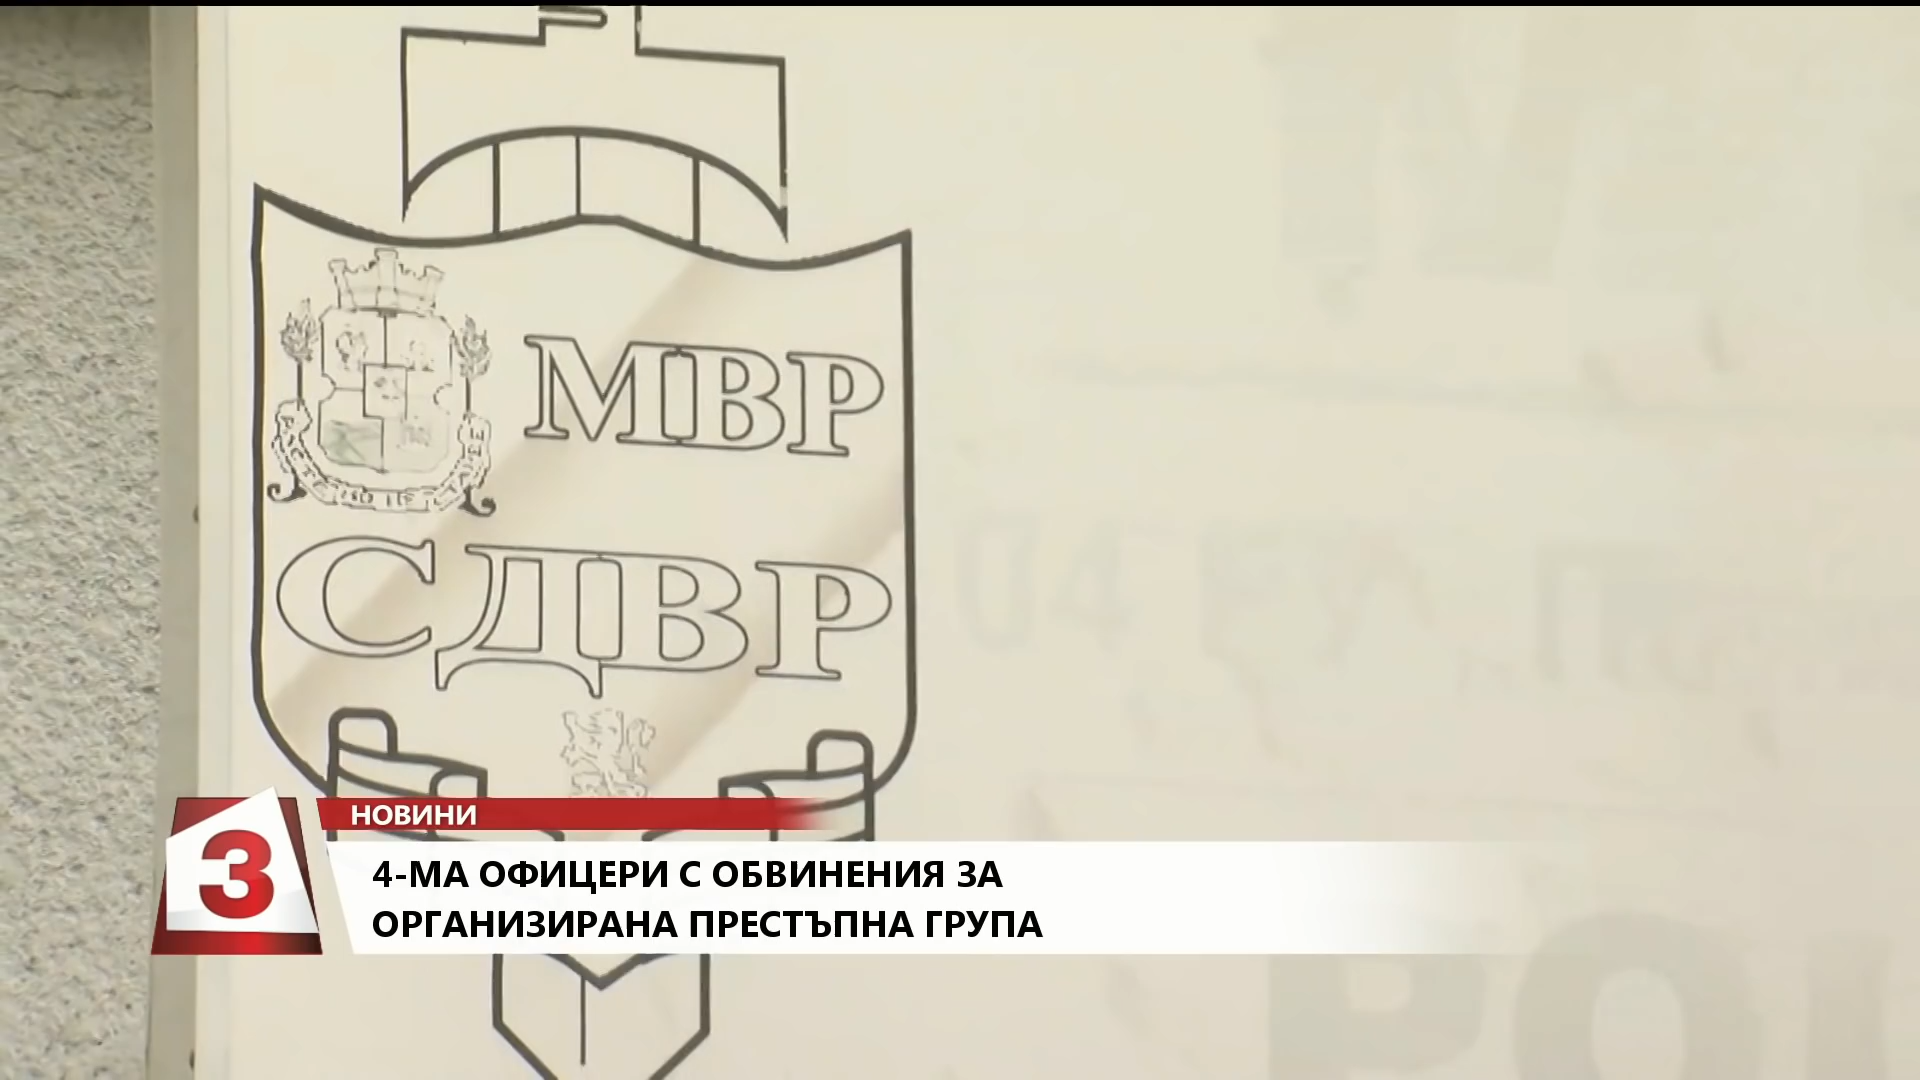 МВР
СДВР
3
НОВИНИ
4-МА ОФИЦЕРИ С ОБВИНЕНИЯ ЗА
ОРГАНИЗИРАНА ПРЕСТЪПНА ГРУПА